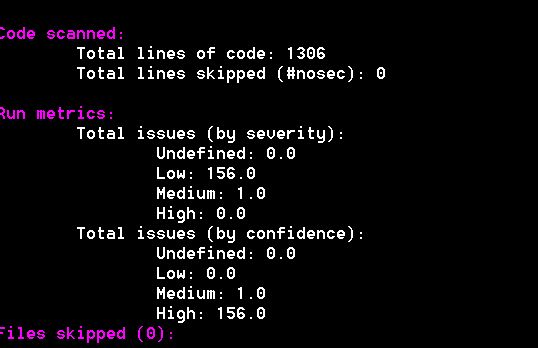 Code scanned:
Total lines of code: 1306
Total lines skipped (#nosec): 0
Run metrics:
Total issues (by severity):
Undefined: 0.0
Low: 156.0
Medium: 1.0
High: 0.0
Total issues (by confidence):
Undefined: 0.0
Low: 0.0
Medium: 1.0
High: 156.0
Files skipped (0):